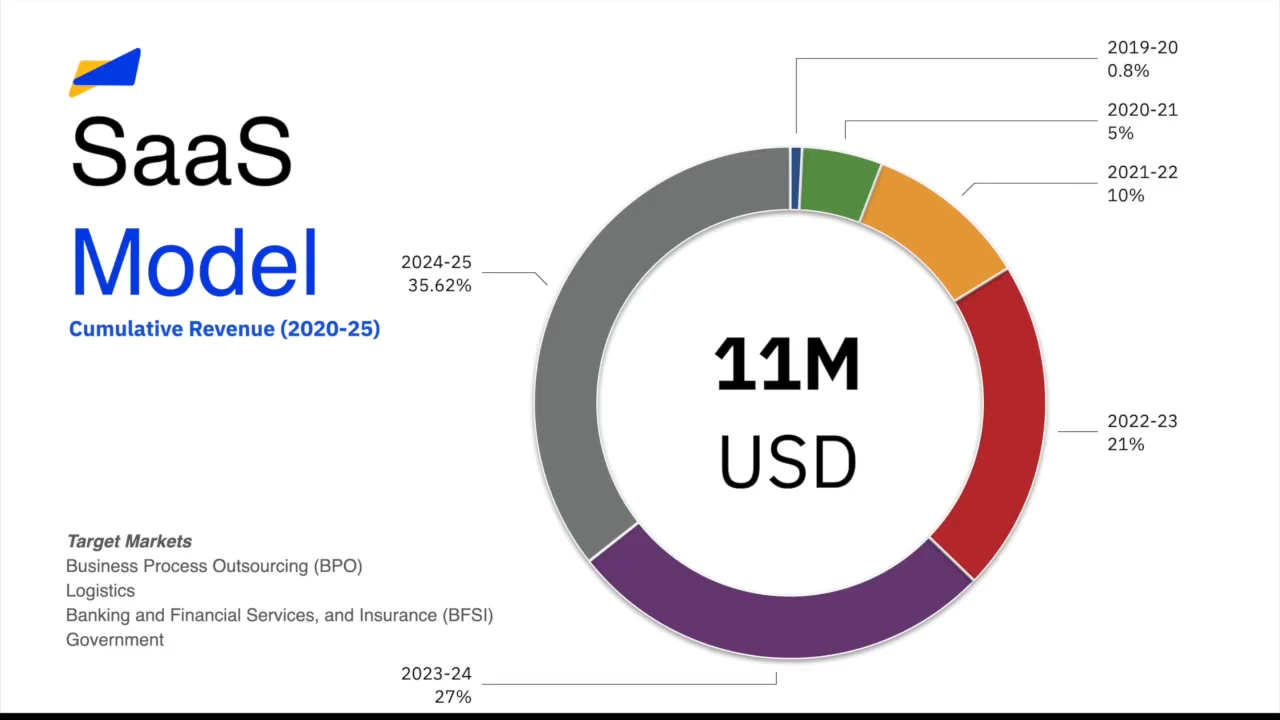 SaaS
Model
Cumulative Revenue (2020-25)
Target Markets
Business Process Outsourcing (BPO)
Logistics
Banking and Financial Services, and Insurance (BFSI)
Government
2019-20
0.8%
2020-21
5%
2021-22
10%
2022-23
21%
2023-24
27%
2024-25
35.62%
11M
USD